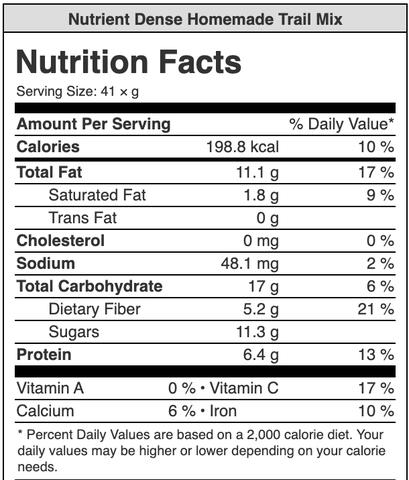 Nutrient Dense Homemade Trail Mix
Nutrition Facts
Serving Size: 41 × g
Amount Per Serving % Daily Value*
Calories 198.8 kcal 10 %
Total Fat 11.1 g 17 %
Saturated Fat 1.8 g 9 %
Trans Fat 0 g
Cholesterol 0 mg 0 %
Sodium 48.1 mg 2 %
Total Carbohydrate 17 g 6 %
Dietary Fiber 5.2 g 21 %
Sugars 11.3 g
Protein 6.4 g 13 %
Vitamin A 0 % • Vitamin C 17 %
Calcium 6 % • Iron 10 %
* Percent Daily Values are based on a 2,000 calorie diet. Your
daily values may be higher or lower depending on your calorie
needs.